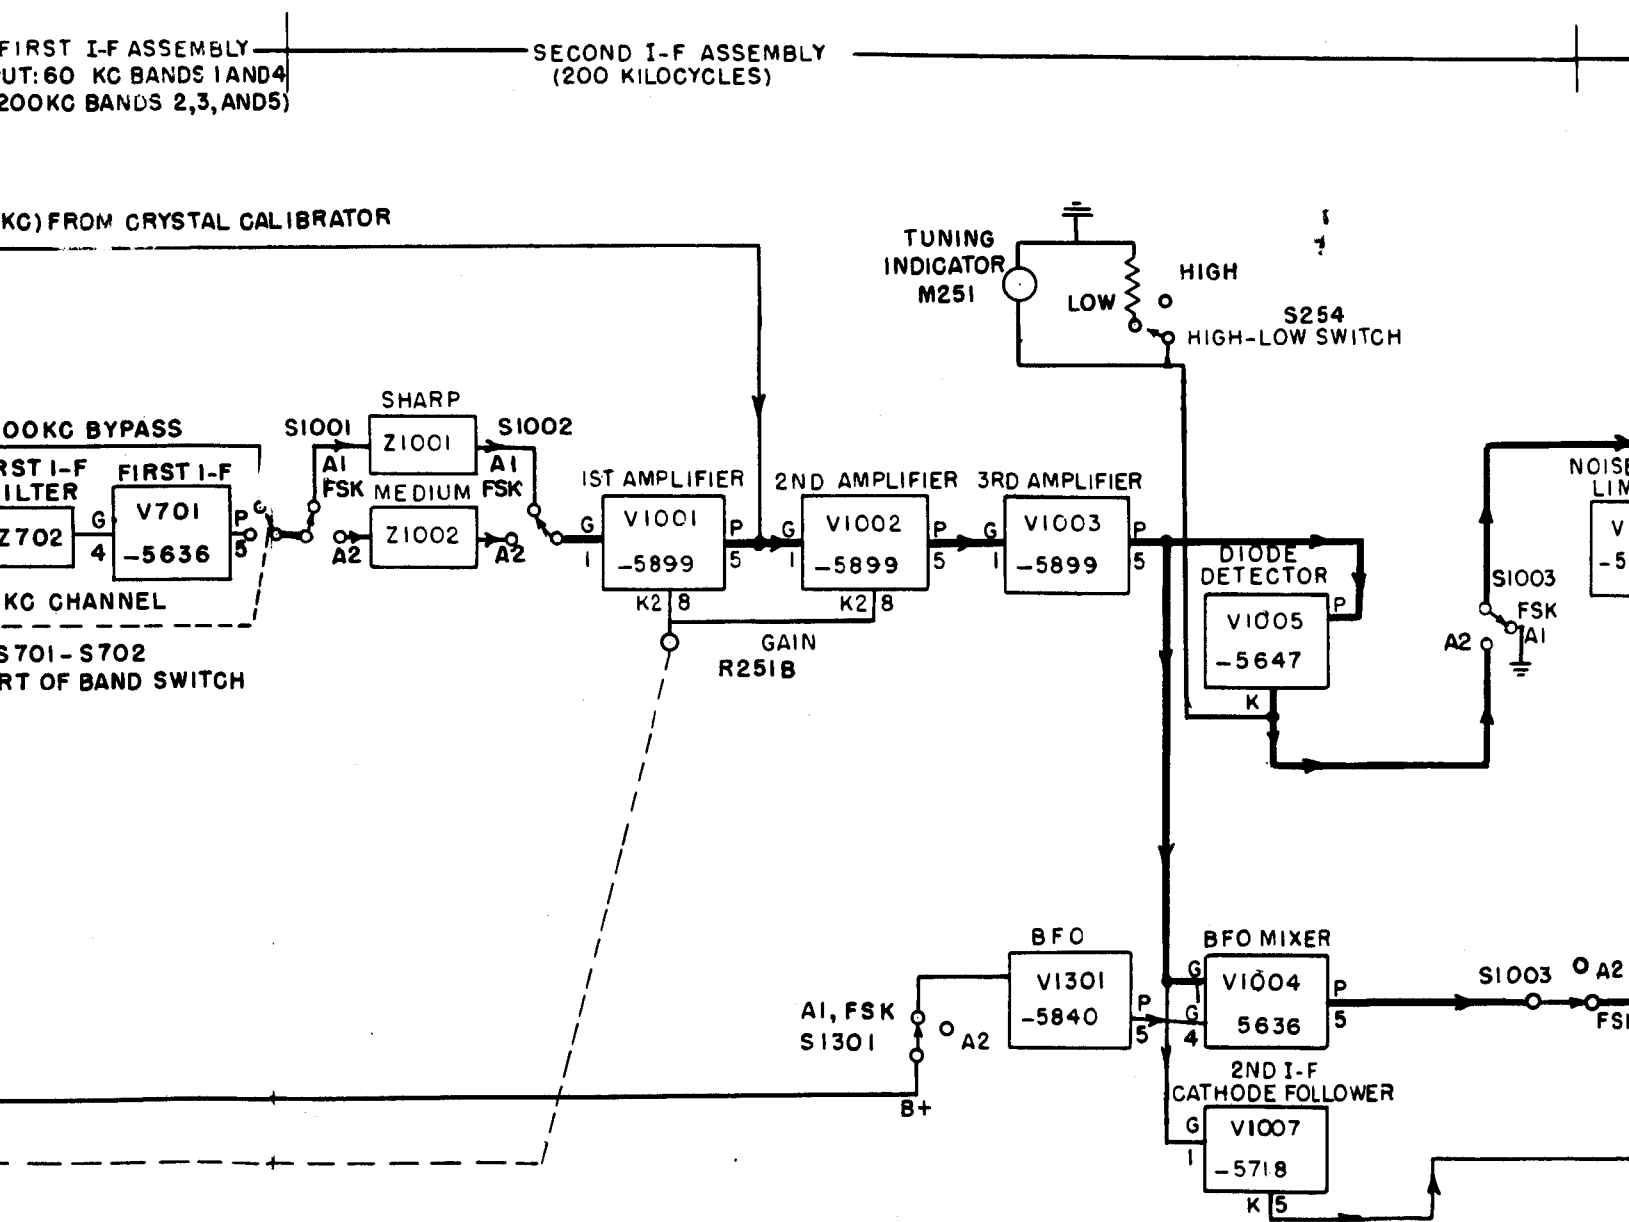 FIRST I-F ASSEMBLY
UT: 60 KC BANDS 1 AND 4
200KC BANDS 2,3, AND 5)
SECOND I-F ASSEMBLY
(200 KILOCYCLES)
KC) FROM CRYSTAL CALIBRATOR
TUNING
INDICATOR
M251
HIGH
LOW
S254
HIGH-LOW SWITCH
SHARP
Z1001
S1001
S1002
A1
FSK
A1
FSK
MEDIUM
Z1002
A2
A2
00KC BYPASS
RST I-F
ILTER
Z702
G
4
FIRST I-F
V701
-5636
P
5
KC CHANNEL
S701-S702
RT OF BAND SWITCH
1ST AMPLIFIER
G
1
V1001
-5899
P
5
K2 8
2ND AMPLIFIER
G
1
V1002
-5899
P
5
K2 8
GAIN
R251B
3RD AMPLIFIER
G
1
V1003
-5899
P
5
DIODE
DETECTOR
V1005
-5647
P
K
S1003
FSK
A1
A2
NOISE
LIM
V
-5
BFO
V1301
-5840
P
5
A1, FSK
S1301
A2
B+
BFO MIXER
G
1
G
4
V1004
5636
P
5
S1003
A2
FSK
2ND I-F
CATHODE FOLLOWER
G
1
V1007
-5718
K 5